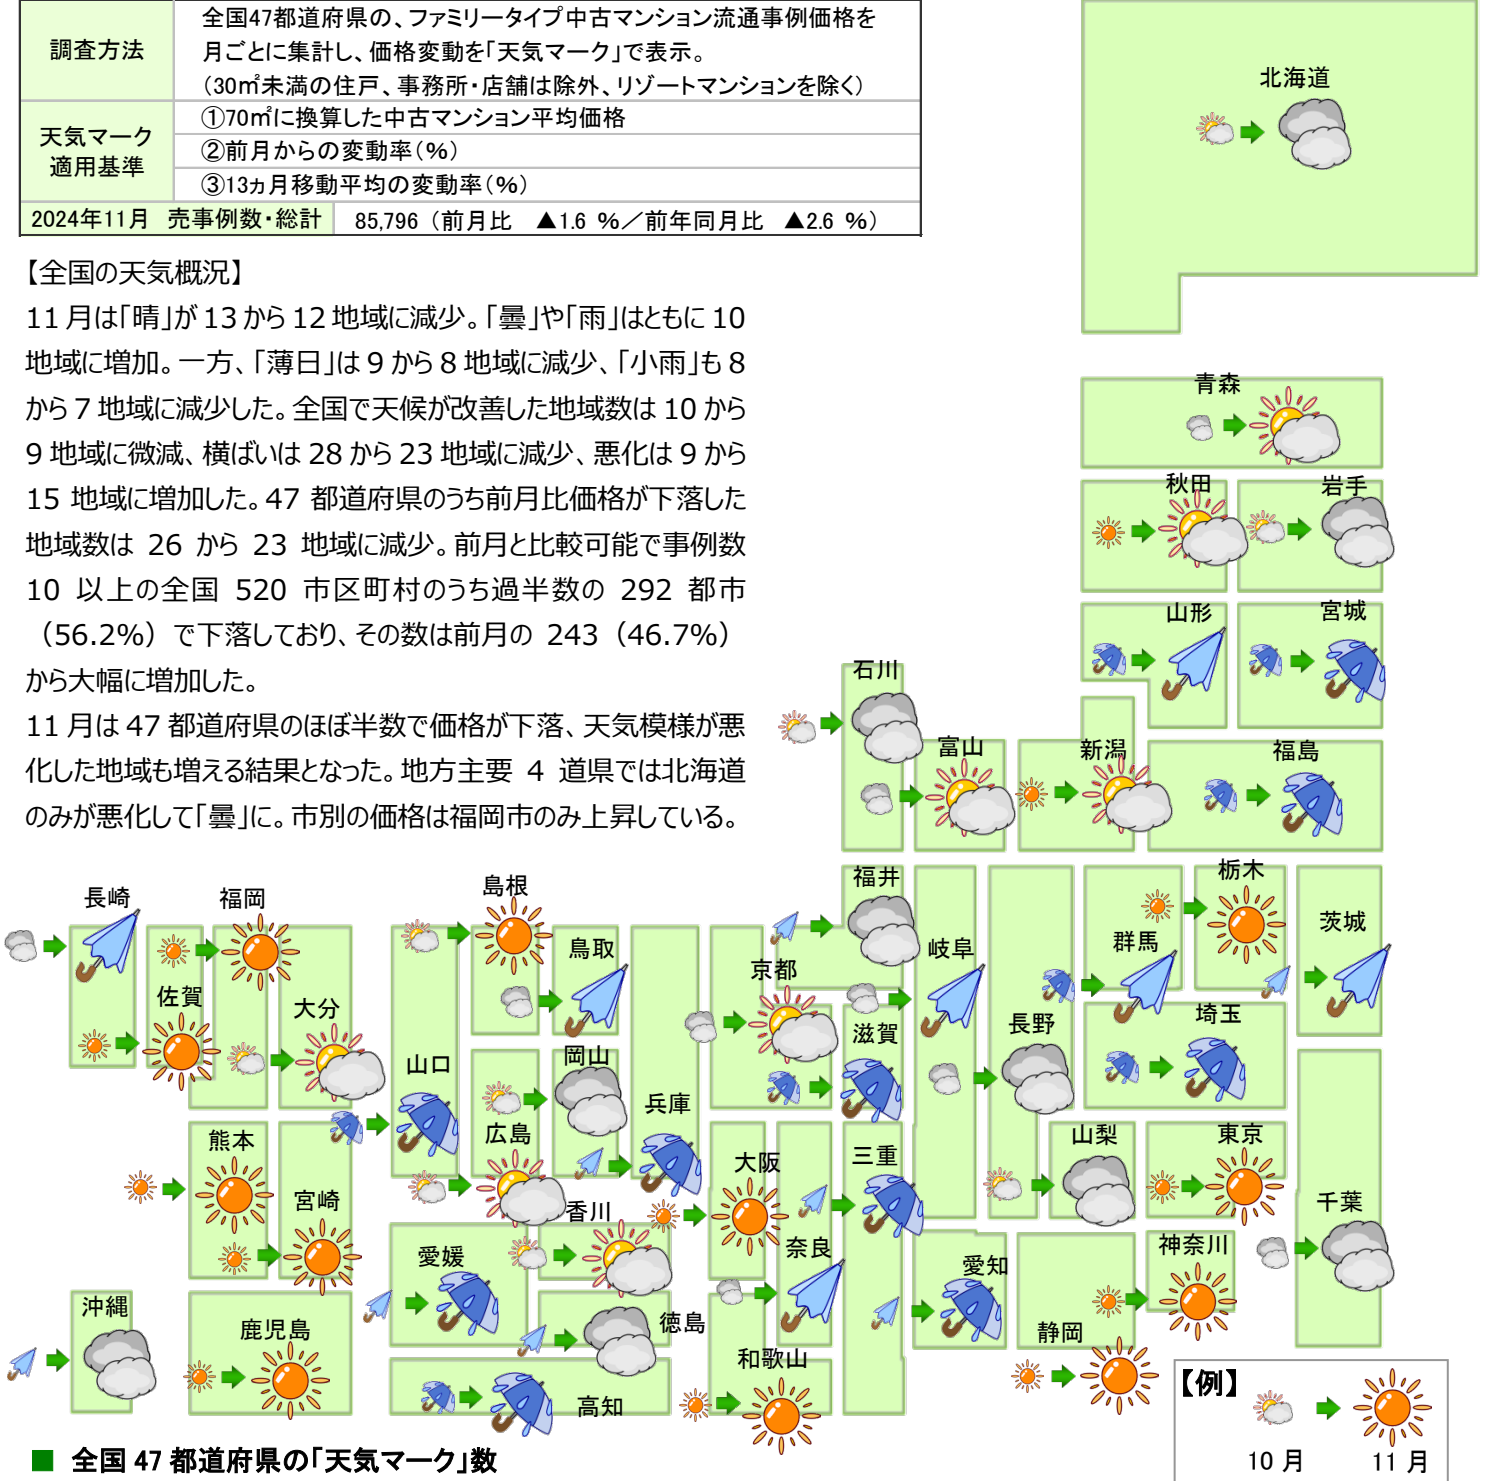 調査方法
全国47都道府県の、ファミリータイプ中古マンション流通事例価格を
月ごとに集計し、価格変動を「天気マーク」で表示。
（30㎡未満の住戸、事務所・店舗は除外、リゾートマンションを除く）
天気マーク
適用基準
①70㎡に換算した中古マンション平均価格
②前月からの変動率（％）
③13ヵ月移動平均の変動率（％）
2024年11月　売事例数・総計　85,796（前月比　▲1.6 ％／前年同月比　▲2.6 ％）
【全国の天気概況】
11 月は「晴」が 13 から 12 地域に減少。「曇」や「雨」はともに 10
地域に増加。一方、「薄日」は 9 から 8 地域に減少、「小雨」も 8
から 7 地域に減少した。全国で天候が改善した地域数は 10 から
9 地域に微減、横ばいは 28 から 23 地域に減少、悪化は 9 から
15 地域に増加した。47 都道府県のうち前月比価格が下落した
地域数は 26 から 23 地域に減少。前月と比較可能で事例数
10 以上の全国 520 市区町村のうち過半数の 292 都市
（56.2%）で下落しており、その数は前月の 243（46.7%）
から大幅に増加した。
11 月は 47 都道府県のほぼ半数で価格が下落、天気模様が悪
化した地域も増える結果となった。地方主要 4 道県では北海道
のみが悪化して「曇」に。市別の価格は福岡市のみ上昇している。
北海道
青森
秋田
岩手
山形
宮城
石川
富山
新潟
福島
長崎
福岡
島根
鳥取
福井
岐阜
群馬
栃木
茨城
佐賀
大分
京都
滋賀
長野
埼玉
山口
岡山
兵庫
広島
熊本
宮崎
大阪
三重
山梨
東京
千葉
香川
愛媛
奈良
愛知
神奈川
沖縄
鹿児島
徳島
静岡
高知
和歌山
【例】
10 月
11 月
■ 全国 47 都道府県の「天気マーク」数